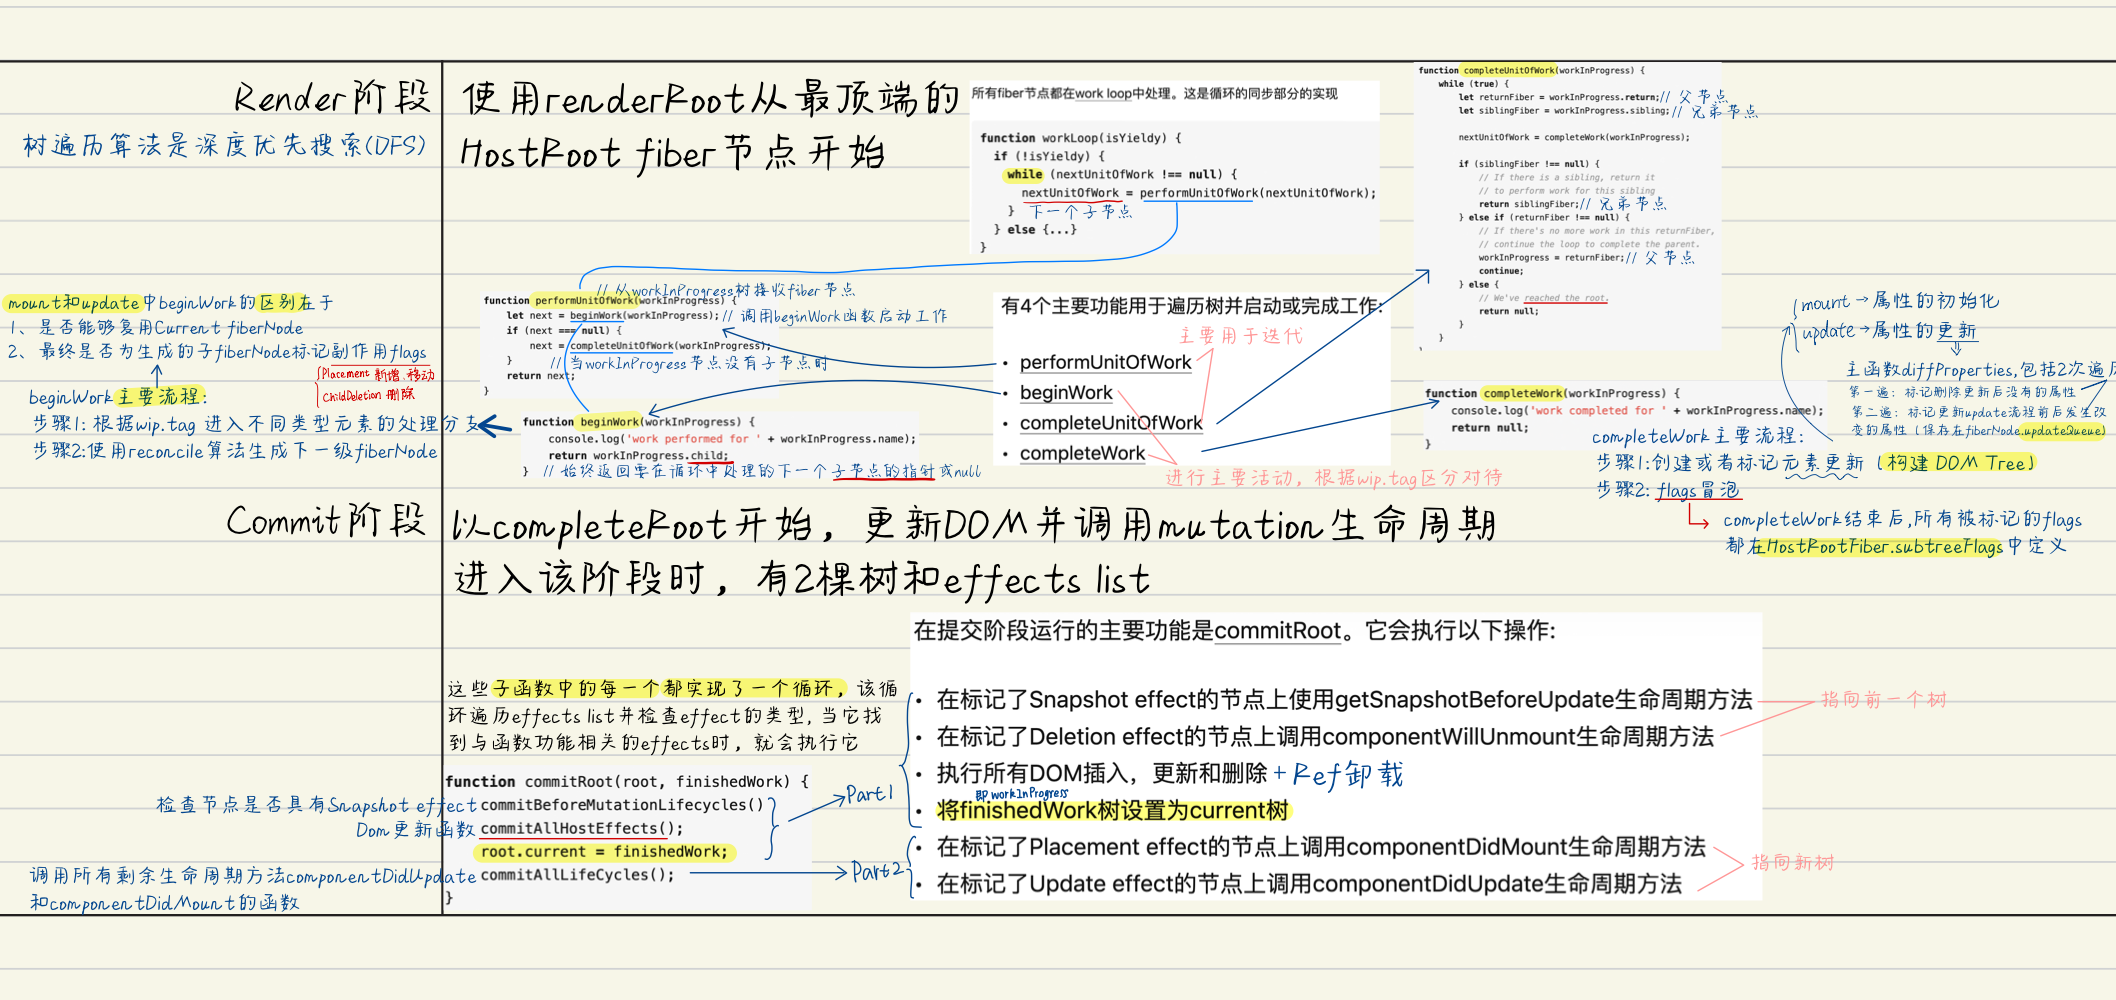 Render阶段
树遍历算法是深度优先搜索(DFS)
使用renderRoot从最顶端的
HostRoot fiber节点开始
所有fiber节点都在work loop中处理。这是循环的同步部分的实现
function workLoop(isYieldy) {
if (!isYieldy) {
while (nextUnitOfWork !== null) {
nextUnitOfWork = performUnitOfWork(nextUnitOfWork);
} 下一个子节点
} else {...}
}
function completeUnitOfWork(workInProgress) {
while (true) {
let returnFiber = workInProgress.return; // 父节点
let siblingFiber = workInProgress.sibling; // 兄弟节点
nextUnitOfWork = completeWork(workInProgress);
if (siblingFiber !== null) {
// If there is a sibling, return it
// to perform work for this sibling
return siblingFiber; // 兄弟节点
} else if (returnFiber !== null) {
// If there's no more work in this returnFiber,
// continue the loop to complete the parent.
workInProgress = returnFiber; // 父节点
continue;
} else {
// We've reached the root.
return null;
}
}
mount和update中beginWork的区别在于
1、是否能够复用Current fiberNode
2、最终是否为生成的子fiberNode标记副作用flags
Placement 新增、移动
ChildDeletion 删除
beginWork主要流程:
步骤1:根据wip.tag 进入不同类型元素的处理分支
步骤2:使用reconcile算法生成下一级fiberNode
// 从workInProgress树接收fiber节点
function performUnitOfWork(workInProgress) {
let next = beginWork(workInProgress); // 调用beginWork函数启动工作
if (next === null) {
next = completeUnitOfWork(workInProgress);
} // 当workInProgress节点没有子节点时
return next;
}
function beginWork(workInProgress) {
console.log('work performed for ' + workInProgress.name);
return workInProgress.child;
} // 始终返回要在循环中处理的下一个子节点的指针或null
有4个主要功能用于遍历树并启动或完成工作:
主要用于迭代
• performUnitOfWork
• beginWork
• completeUnitOfWork
• completeWork
进行主要活动，根据wip.tag区分对待
function completeWork(workInProgress) {
console.log('work completed for ' + workInProgress.name);
return null;
}
mount→属性的初始化
update→属性的更新
主函数diffProperties,包括2次遍历
第一遍：标记删除更新后没有的属性
第二遍：标记更新update流程前后发生改
变的属性（保存在fiberNode.updateQueue）
completeWork主要流程:
步骤1:创建或者标记元素更新（构建 DOM Tree）
步骤2: flags冒泡
completeWork结束后,所有被标记的flags
都在HostRootFiber.subtreeFlags中定义
Commit阶段
以completeRoot开始，更新DOM并调用mutation生命周期
进入该阶段时，有2棵树和effects list
这些子函数中的每一个都实现了一个循环，该循
环遍历effects list并检查effect的类型,当它找
到与函数功能相关的effects时，就会执行它
function commitRoot(root, finishedWork) {
检查节点是否具有Snapshot effect commitBeforeMutationLifecycles()
Dom更新函数 commitAllHostEffects();
root.current = finishedWork;
调用所有剩余生命周期方法componentDidUpdate commitAllLifeCycles();
和componentDidMount的函数
}
Part1
Part2
在提交阶段运行的主要功能是commitRoot。它会执行以下操作:
• 在标记了Snapshot effect的节点上使用getSnapshotBeforeUpdate生命周期方法
• 在标记了Deletion effect的节点上调用componentWillUnmount生命周期方法
指向前一个树
• 执行所有DOM插入，更新和删除 + Ref卸载
即workInProgress
• 将finishedWork树设置为current树
• 在标记了Placement effect的节点上调用componentDidMount生命周期方法
• 在标记了Update effect的节点上调用componentDidUpdate生命周期方法
指向新树